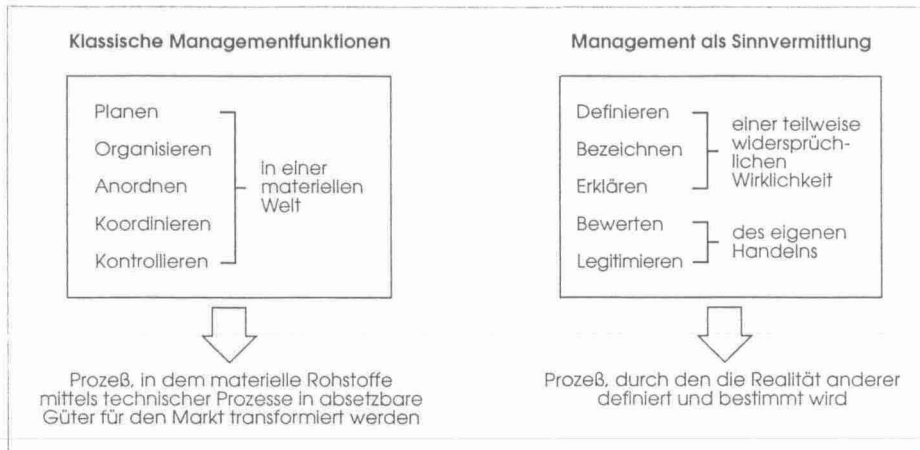 Klassische Managementfunktionen
Planen
Organisieren
Anordnen
Koordinieren
Kontrollieren
in einer
materiellen
Welt
Prozeß, in dem materielle Rohstoffe
mittels technischer Prozesse in absetzbare
Güter für den Markt transformiert werden
Management als Sinnvermittlung
Definieren
Bezeichnen
Erklären
einer teilweise
widersprüch-
lichen
Wirklichkeit
Bewerten
Legitimieren
des eigenen
Handelns
Prozeß, durch den die Realität anderer
definiert und bestimmt wird